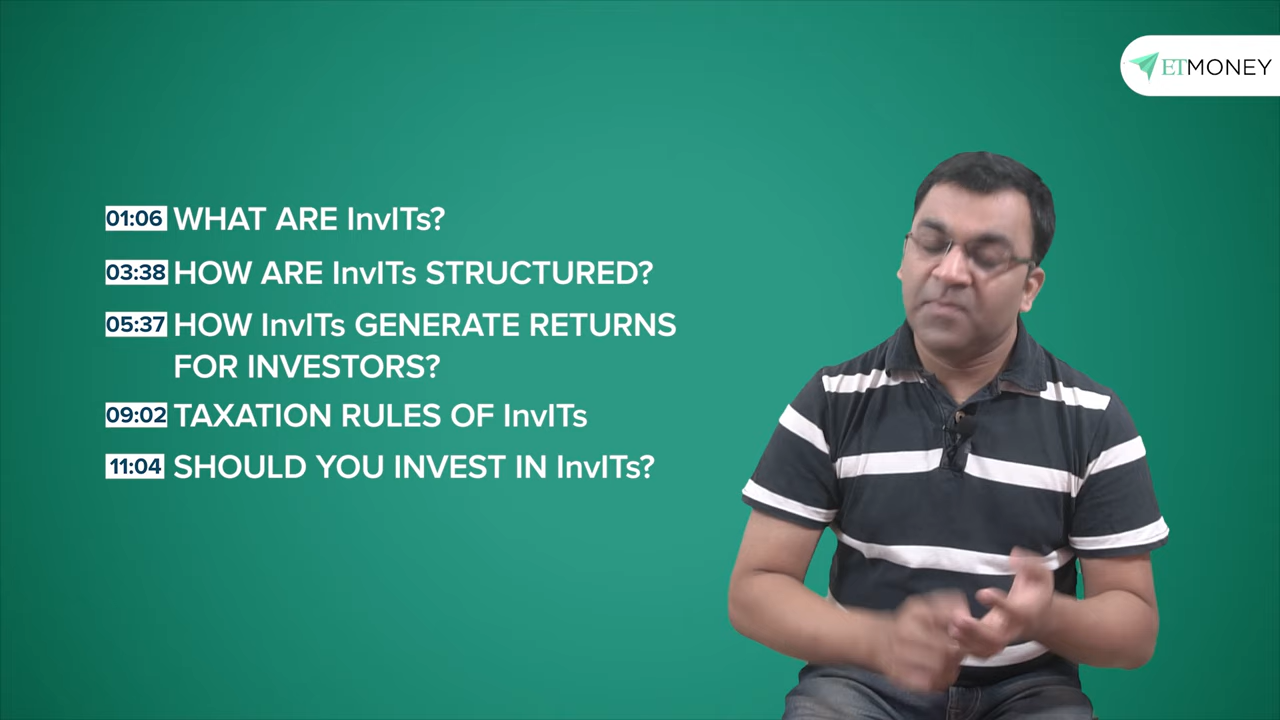 ETMONEY
01:06 WHAT ARE InvITs?
03:38 HOW ARE InvITs STRUCTURED?
05:37 HOW InvITs GENERATE RETURNS
FOR INVESTORS?
09:02 TAXATION RULES OF InvITs
11:04 SHOULD YOU INVEST IN InvITs?